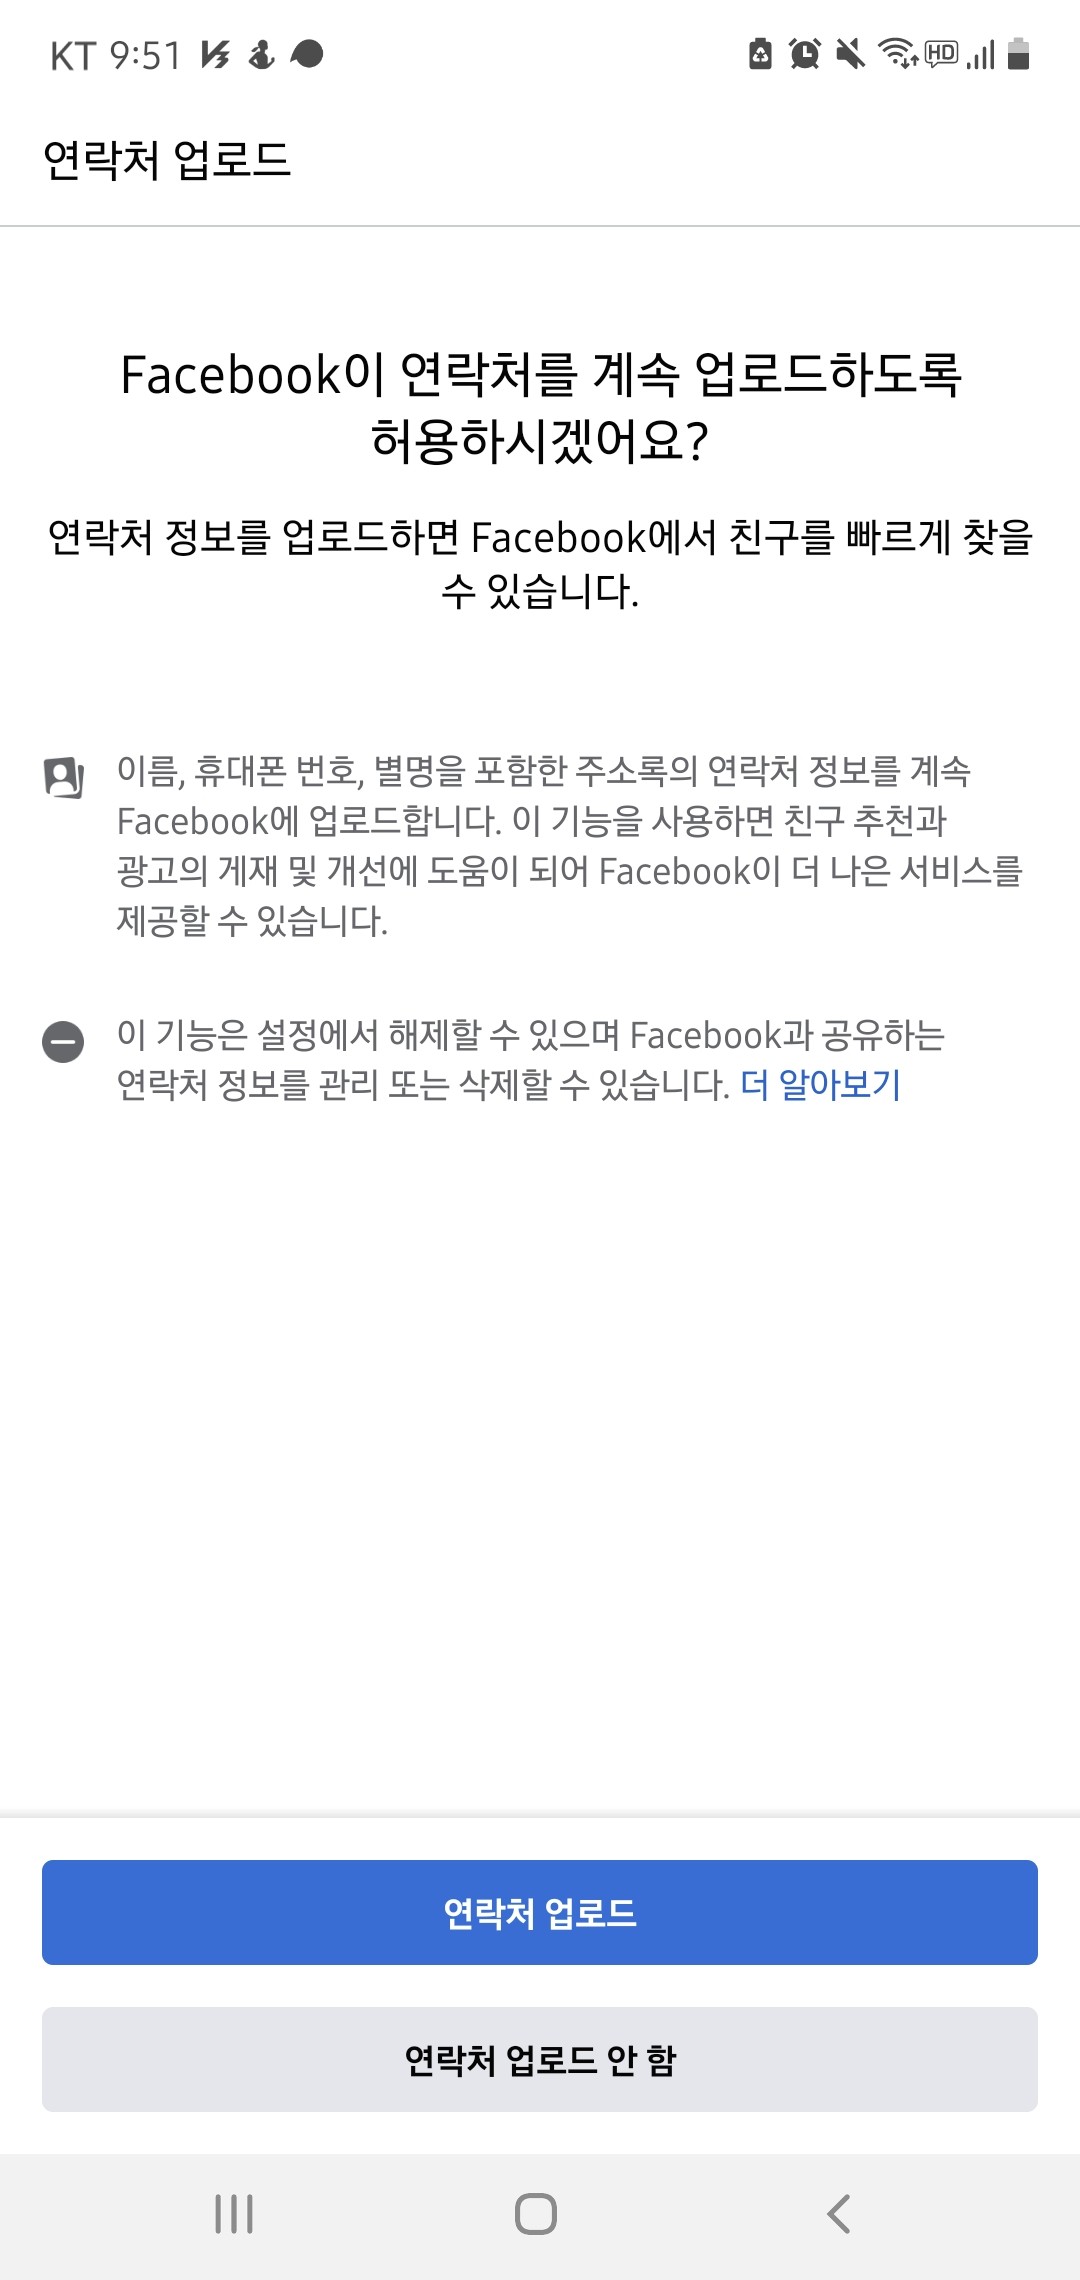 KT 9:51
HD
연락처 업로드
Facebook이 연락처를 계속 업로드하도록
허용하시겠어요?
연락처 정보를 업로드하면 Facebook에서 친구를 빠르게 찾을
수 있습니다.
이름, 휴대폰 번호, 별명을 포함한 주소록의 연락처 정보를 계속
Facebook에 업로드합니다. 이 기능을 사용하면 친구 추천과
광고의 게재 및 개선에 도움이 되어 Facebook이 더 나은 서비스를
제공할 수 있습니다.
이 기능은 설정에서 해제할 수 있으며 Facebook과 공유하는
연락처 정보를 관리 또는 삭제할 수 있습니다. 더 알아보기
연락처 업로드
연락처 업로드 안 함